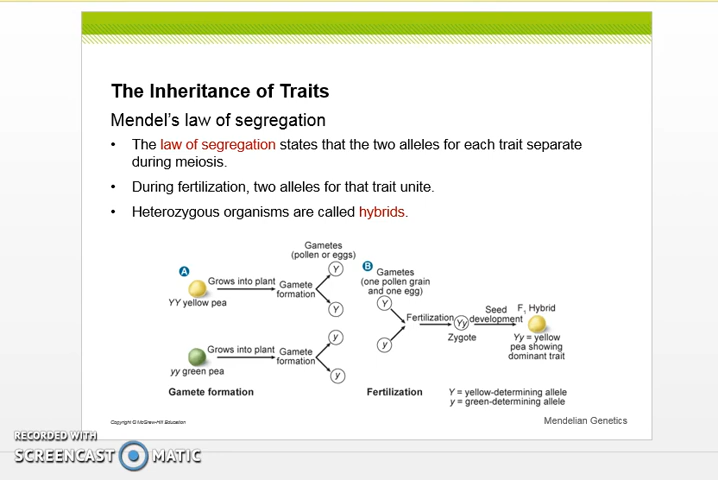 The Inheritance of Traits
Mendel's law of segregation
• The law of segregation states that the two alleles for each trait separate
during meiosis.
• During fertilization, two alleles for that trait unite.
• Heterozygous organisms are called hybrids.
A
Gametes
(pollen or eggs)
Y
Grows into plant
Gamete
formation
YY yellow pea
Y
y
Grows into plant
Gamete
formation
yy green pea
y
Gamete formation
B
Gametes
(one pollen grain
and one egg)
Y
Fertilization
Yy
Seed
development
F, Hybrid
y
Zygote
Yy = yellow
pea showing
dominant trait
Fertilization
Y = yellow-determining allele
y = green-determining allele
Copyright © McGraw-Hill Education
Mendelian Genetics
RECORDED WITH
SCREENCAST MATIC